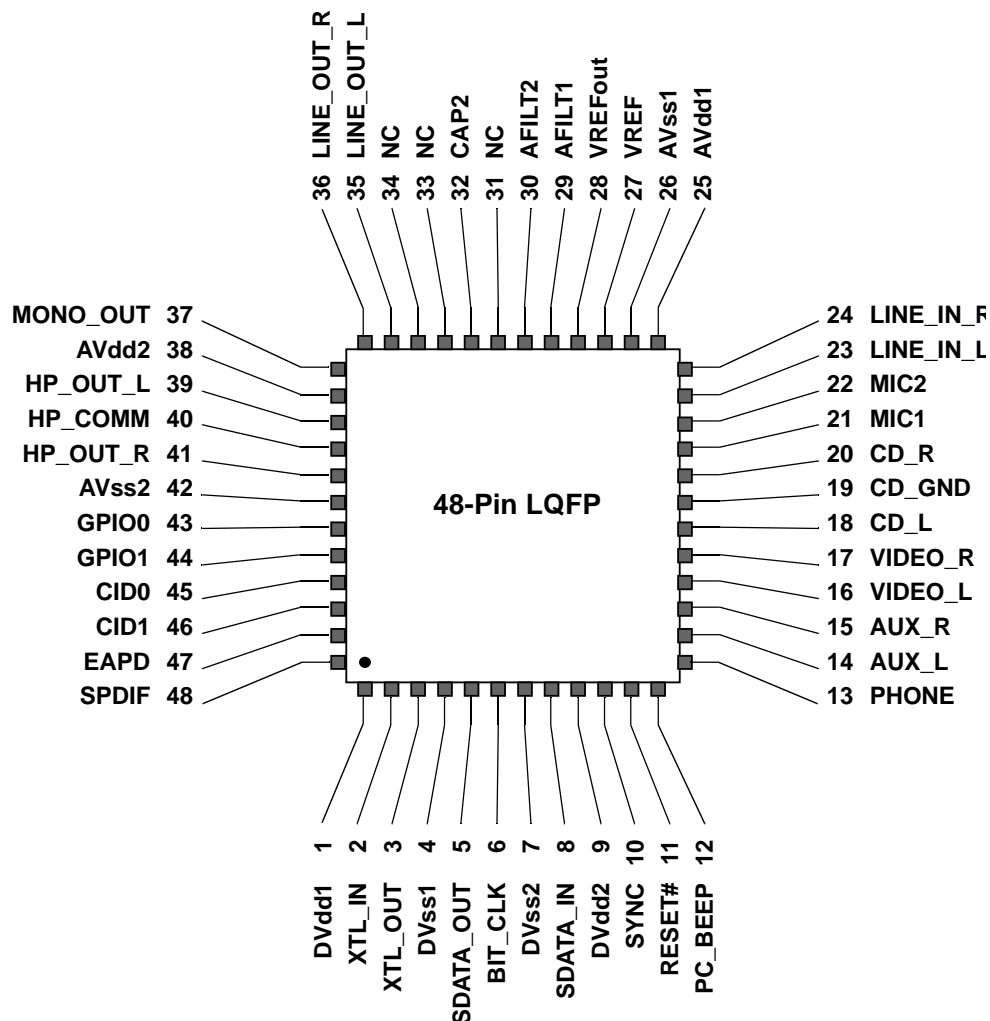 36 LINE_OUT_R
35 LINE_OUT_L
34 NC
33 NC
32 CAP2
31 NC
30 AFILT2
29 AFILT1
28 VREFout
27 VREF
26 AVss1
25 AVdd1
MONO_OUT 37
AVdd2 38
HP_OUT_L 39
HP_COMM 40
HP_OUT_R 41
AVss2 42
GPIO0 43
GPIO1 44
CID0 45
CID1 46
EAPD 47
SPDIF 48
48-Pin LQFP
24 LINE_IN_R
23 LINE_IN_L
22 MIC2
21 MIC1
20 CD_R
19 CD_GND
18 CD_L
17 VIDEO_R
16 VIDEO_L
15 AUX_R
14 AUX_L
13 PHONE
DVdd1 1
XTL_IN 2
XTL_OUT 3
DVss1 4
SDATA_OUT 5
BIT_CLK 6
DVss2 7
SDATA_IN 8
DVdd2 9
SYNC 10
RESET# 11
PC_BEEP 12